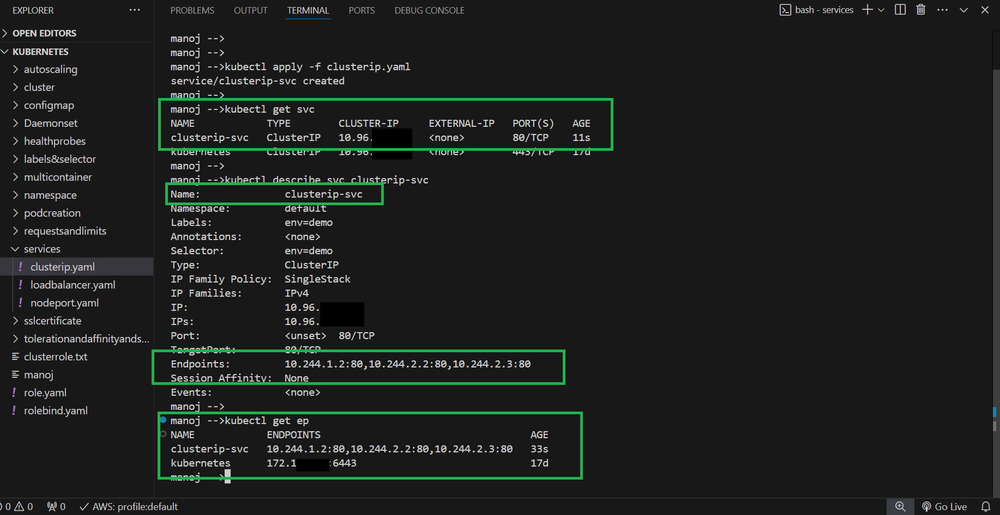 EXPLORER
OPEN EDITORS
KUBERNETES
autoscaling
cluster
configmap
Daemonset
healthprobes
labels&selector
multicontainer
namespace
podcreation
requestsandlimits
services
! clusterip.yaml
! loadbalancer.yaml
! nodeport.yaml
sslcertificate
tolerationandaffinityands...
clusterrole.txt
manoj
! role.yaml
! rolebind.yaml
PROBLEMS OUTPUT TERMINAL PORTS DEBUG CONSOLE
bash - services
manoj -->
manoj -->
manoj -->kubectl apply -f clusterip.yaml
service/clusterip-svc created
manoj -->
manoj -->kubectl get svc
NAME TYPE CLUSTER-IP EXTERNAL-IP PORT(S) AGE
clusterip-svc ClusterIP 10.96. <none> 80/TCP 11s
kubernetes ClusterIP 10.96. <none> 443/TCP 17d
manoj -->
manoj -->kubectl describe svc clusterip-svc
Name: clusterip-svc
Namespace: default
Labels: env=demo
Annotations: <none>
Selector: env=demo
Type: ClusterIP
IP Family Policy: SingleStack
IP Families: IPv4
IP: 10.96.
IPs: 10.96.
Port: <unset> 80/TCP
TargetPort: 80/TCP
Endpoints: 10.244.1.2:80,10.244.2.2:80,10.244.2.3:80
Session Affinity: None
Events: <none>
manoj -->
manoj -->kubectl get ep
NAME ENDPOINTS AGE
clusterip-svc 10.244.1.2:80,10.244.2.2:80,10.244.2.3:80 33s
kubernetes 172.1 :6443 17d
manoj -->
0 0 0 AWS: profile:default
Go Live